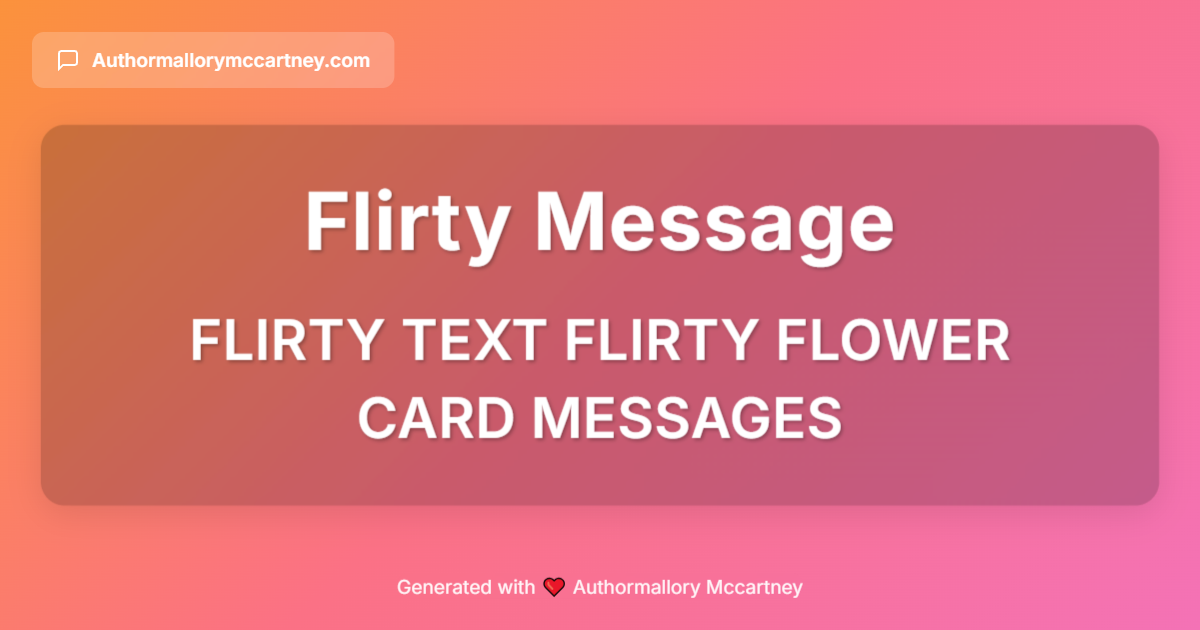 Authormallorymccartney.com
Flirty Message
FLIRTY TEXT FLIRTY FLOWER
CARD MESSAGES
Generated with ❤️ Authormallory Mccartney